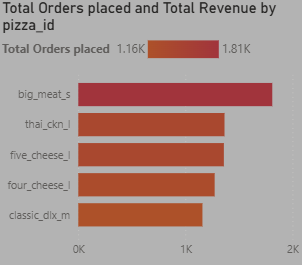 Total Orders placed and Total Revenue by
pizza_id
Total Orders placed 1.16K 1.81K
big_meat_s
thai_ckn_l
five_cheese_l
four_cheese_l
classic_dlx_m
0K 1K 2K